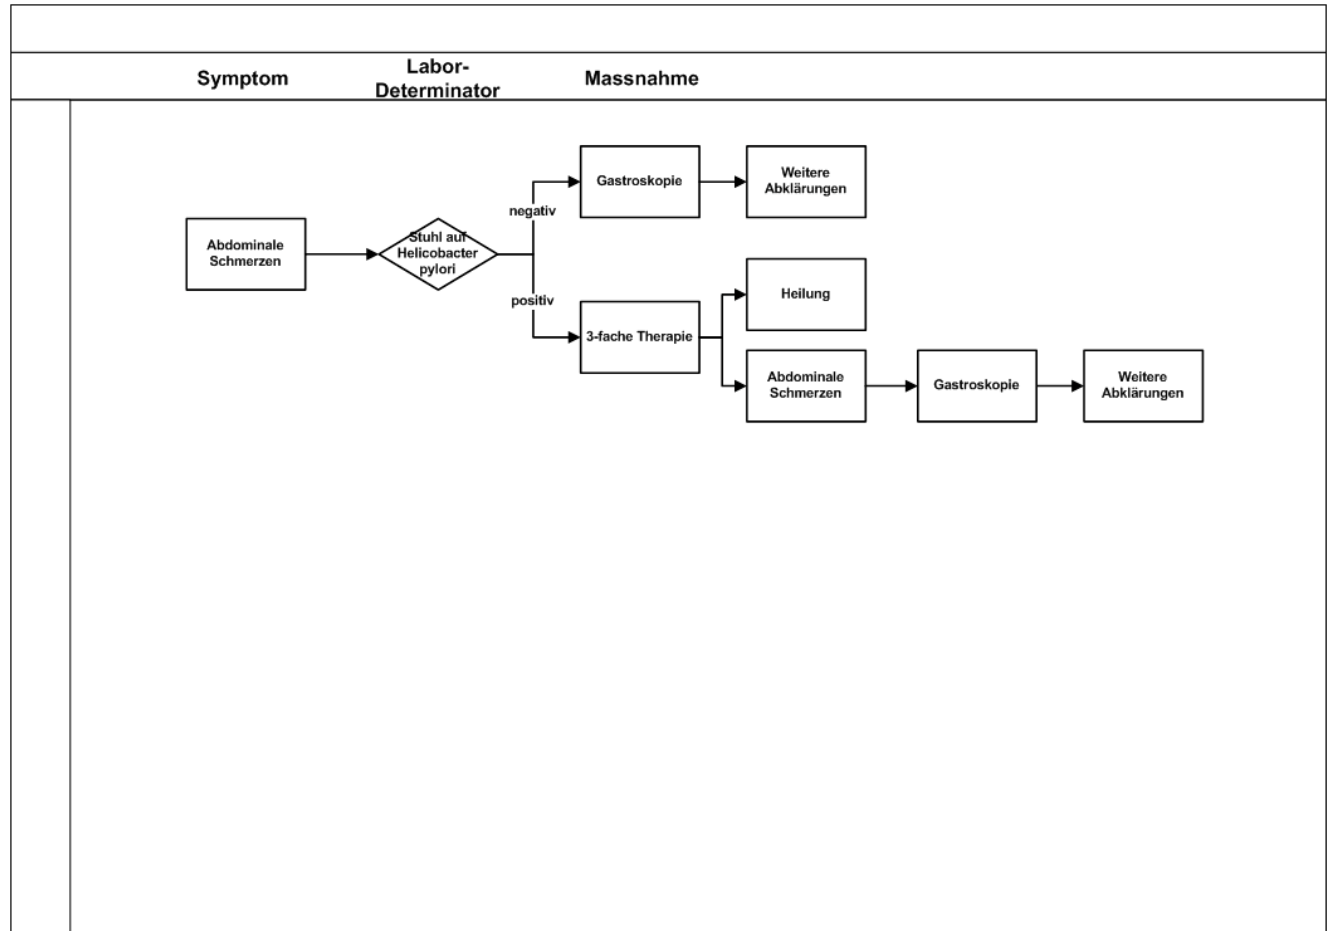 Symptom
Labor-
Determinator
Massnahme
Gastroskopie
Weitere
Abklärungen
negativ
Abdominale
Schmerzen
Stuhl auf
Helicobacter
pylori
positiv
Heilung
3-fache Therapie
Abdominale
Schmerzen
Gastroskopie
Weitere
Abklärungen